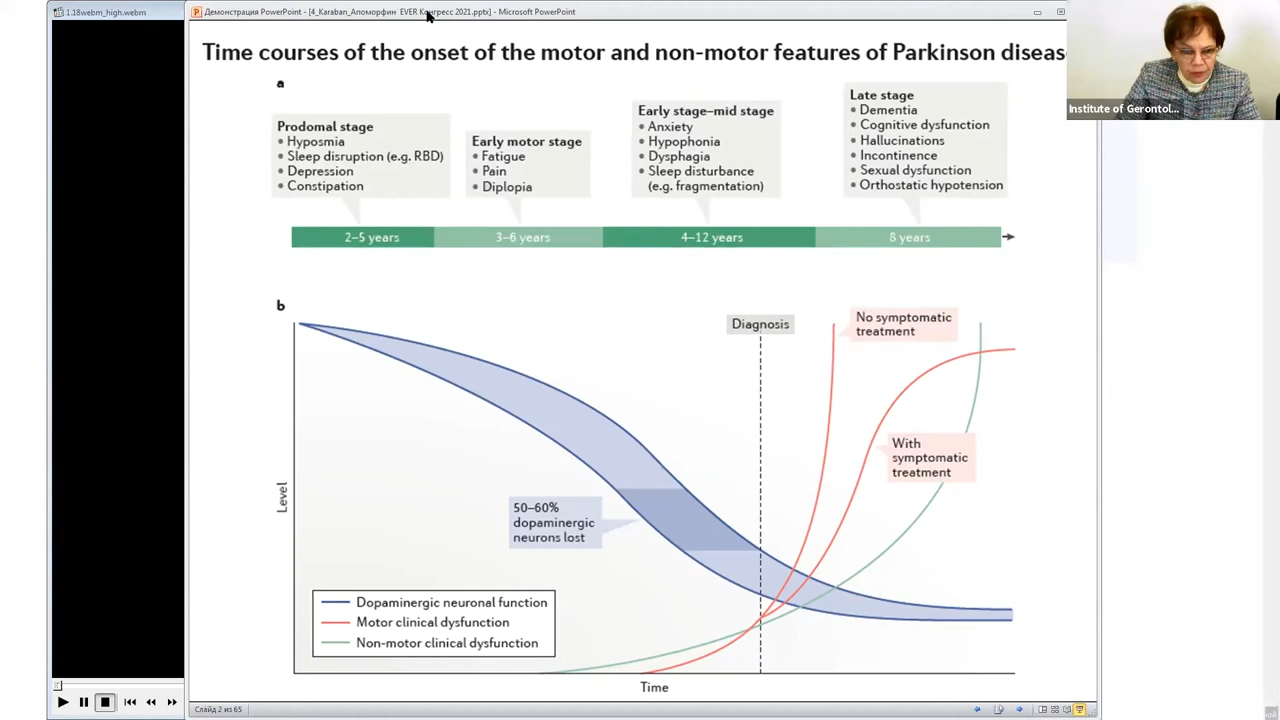 1.18webm_high.webm
Демонстрация PowerPoint - [4_Karaban_Апоморфин EVER Конгресс 2021.pptx] - Microsoft PowerPoint
Time courses of the onset of the motor and non-motor features of Parkinson diseas
Institute of Gerontol...
a
Prodomal stage
• Hyposmia
• Sleep disruption (e.g. RBD)
• Depression
• Constipation
Early motor stage
• Fatigue
• Pain
• Diplopia
Early stage–mid stage
• Anxiety
• Hypophonia
• Dysphagia
• Sleep disturbance
(e.g. fragmentation)
Late stage
• Dementia
• Cognitive dysfunction
• Hallucinations
• Incontinence
• Sexual dysfunction
• Orthostatic hypotension
2–5 years
3–6 years
4–12 years
8 years
b
Diagnosis
No symptomatic
treatment
With
symptomatic
treatment
Level
50–60%
dopaminergic
neurons lost
Dopaminergic neuronal function
Motor clinical dysfunction
Non-motor clinical dysfunction
Time
Слайд 2 из 65